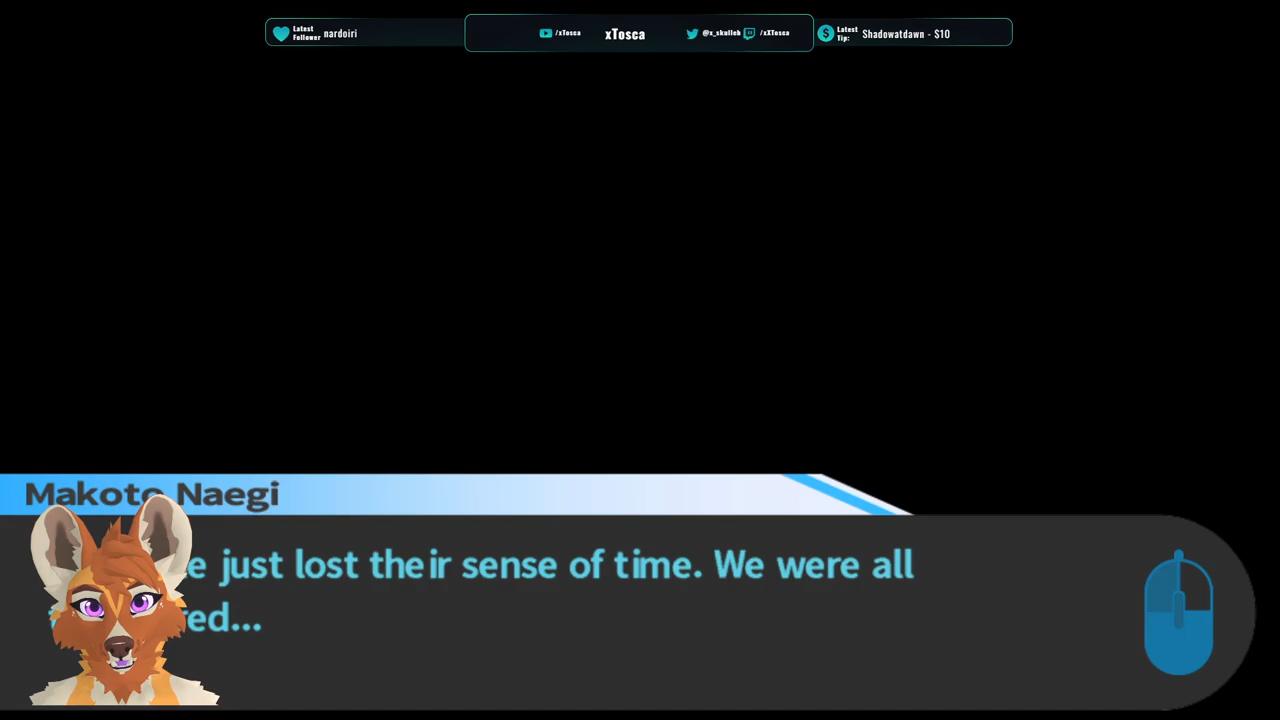 Latest
Follower
nardoiri
/xTosca
xTosca
@x_skulleh
/xXTosca
Latest
Tip:
Shadowatdawn - $10
Makoto Naegi
just lost their sense of time. We were all